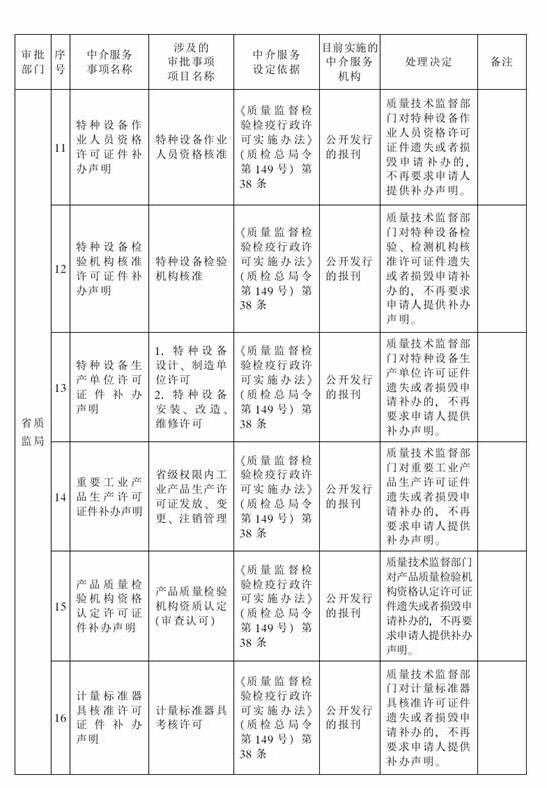 审批
部门
序
号
中介服务
事项名称
涉及的
审批事项
项目名称
中介服务
设定依据
目前实施的
中介服务
机构
处理决定
备注
省质
监局
11
特种设备作
业人员资格
许可证件补
办声明
特种设备作业
人员资格核准
《质量监督检
验检疫行政许
可实施办法》
(质检总局令
第149号)第
38条
公开发行
的报刊
质量技术监督部
门对特种设备作
业人员资格许可
证件遗失或者损
毁申请补办的,
不再要求申请人
提供补办声明。
12
特种设备检
验机构核准
许可证件补
办声明
特种设备检验
机构核准
《质量监督检
验检疫行政许
可实施办法》
(质检总局令
第149号)第
38条
公开发行
的报刊
质量技术监督部
门对特种设备检
验、检测机构核
准许可证件遗失
或者损毁申请补
办的,不再要求
申请人提供补办
声明。
13
特种设备生
产单位许可
证件补办
声明
1.特种设备
设计、制造单
位许可
2.特种设备
安装、改造、
维修许可
《质量监督检
验检疫行政许
可实施办法》
(质检总局令
第149号)第
38条
公开发行
的报刊
质量技术监督部
门对特种设备生
产单位许可证件
遗失或者损毁申
请补办的,不再
要求申请人提供
补办声明。
14
重要工业产
品生产许可
证件补办声明
省级权限内工
业产品生产许
可证发放、变
更、注销管理
《质量监督检
验检疫行政许
可实施办法》
(质检总局令
第149号)第
38条
公开发行
的报刊
质量技术监督部
门对重要工业产
品生产许可证件
遗失或者损毁申
请补办的,不再
要求申请人提供
补办声明。
15
产品质量检
验机构资格
认定许可证
件补办声明
产品质量检验
机构资质认定
(审查认可)
《质量监督检
验检疫行政许
可实施办法》
(质检总局令
第149号)第
38条
公开发行
的报刊
质量技术监督部门
对产品质量检验机
构资格认定许可证
件遗失或者损毁申
请补办的,不再要
求申请人提供补办
声明。
16
计量标准器
具核准许可
证件补办
声明
计量标准器具
考核许可
《质量监督检
验检疫行政许
可实施办法》
(质检总局令
第149号)第
38条
公开发行
的报刊
质量技术监督部
门对计量标准器
具核准许可证件
遗失或者损毁申
请补办的,不再
要求申请人提供
补办声明。